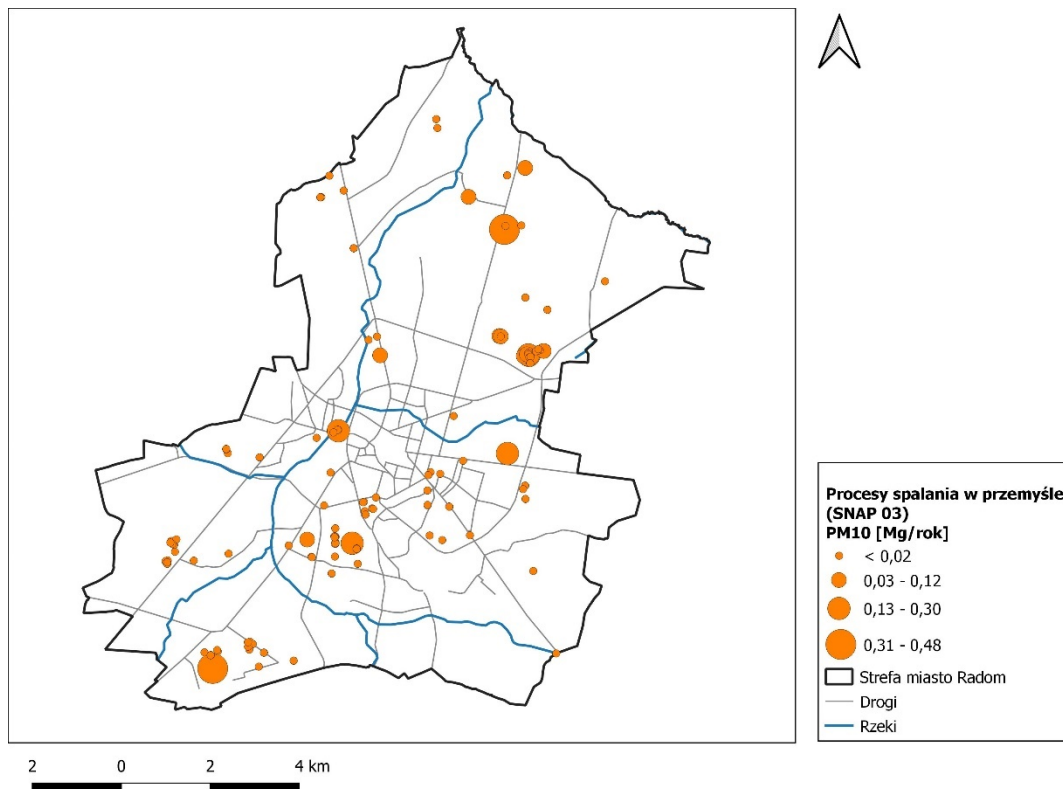 Procesy spalania w przemyśle
(SNAP 03)
PM10 [Mg/rok]
< 0,02
0,03 - 0,12
0,13 - 0,30
0,31 - 0,48
Strefa miasto Radom
Drogi
Rzeki
2 0 2 4 km